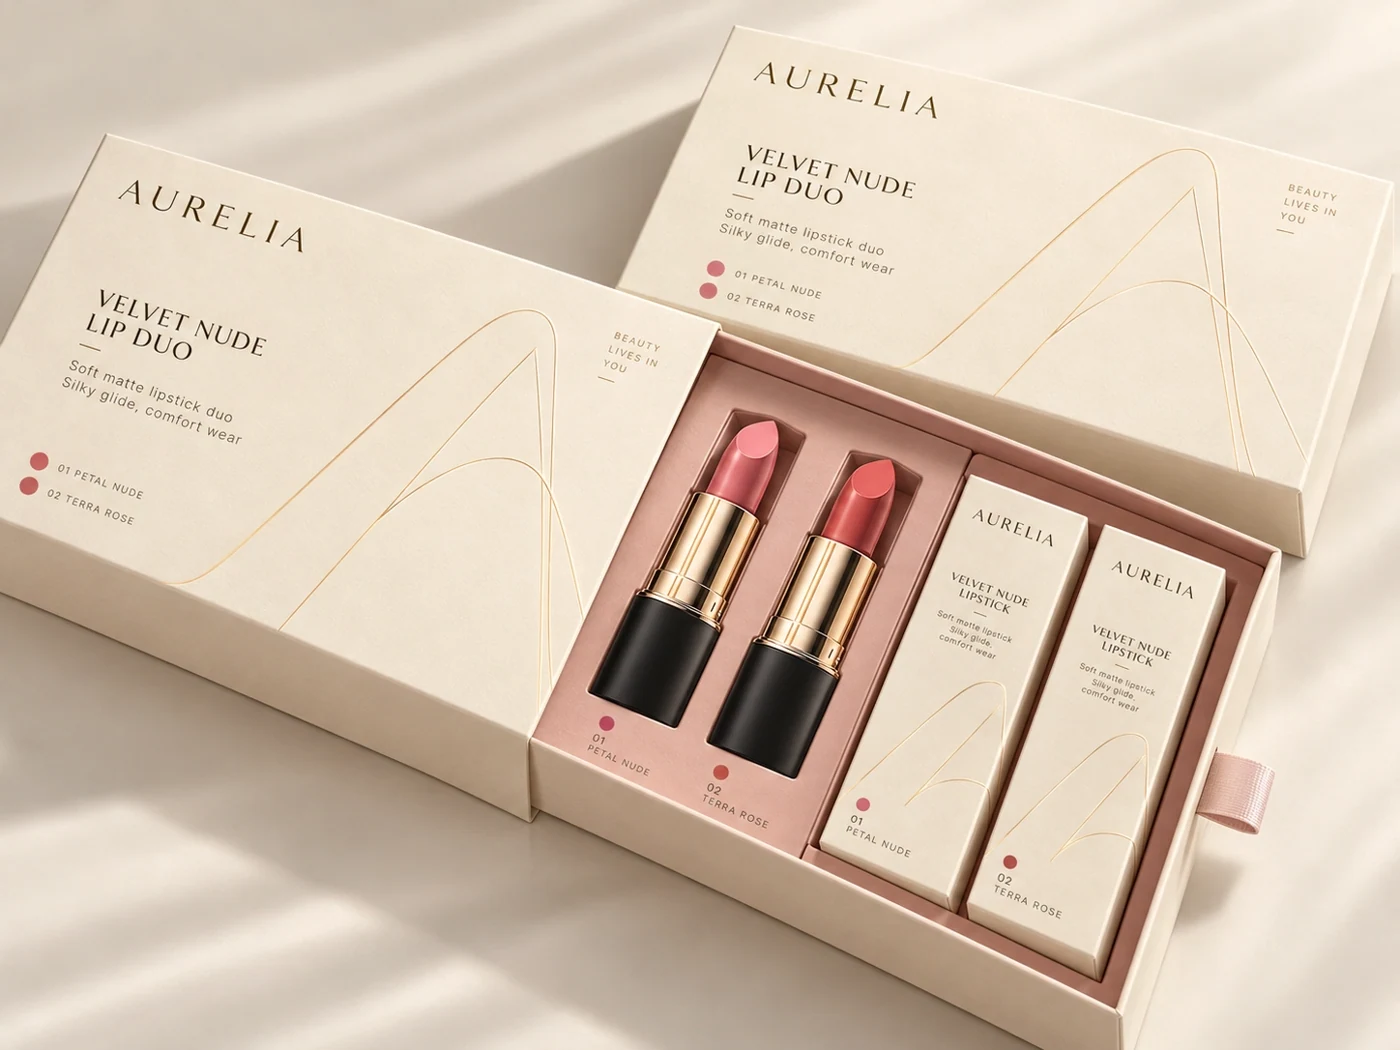 AURELIA
VELVET NUDE
LIP DUO
Soft matte lipstick duo
Silky glide, comfort wear
01 PETAL NUDE
02 TERRA ROSE
BEAUTY
LIVES IN
YOU
AURELIA
VELVET NUDE
LIP DUO
Soft matte lipstick duo
Silky glide, comfort wear
01 PETAL NUDE
02 TERRA ROSE
BEAUTY
LIVES IN
YOU
01
PETAL NUDE
02
TERRA ROSE
AURELIA
VELVET NUDE
LIPSTICK
Soft matte lipstick
Silky glide,
comfort wear
01
PETAL NUDE
AURELIA
VELVET NUDE
LIPSTICK
Soft matte lipstick
Silky glide,
comfort wear
02
TERRA ROSE